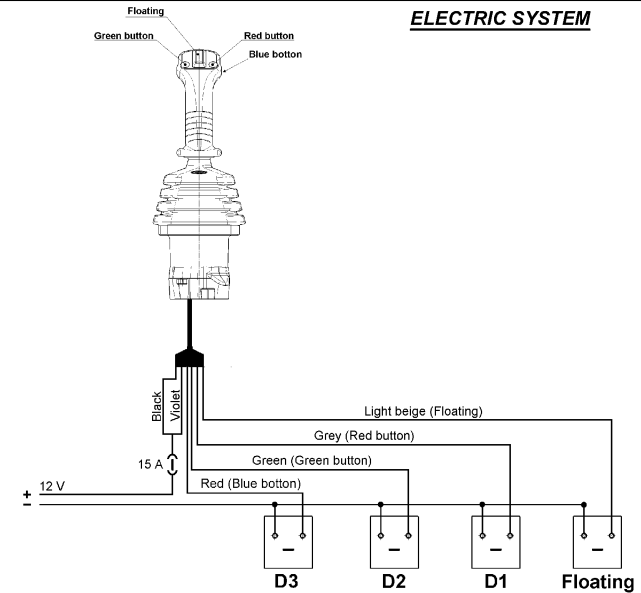 ELECTRIC SYSTEM
Floating
Green button
Red button
Blue botton
Black
Violet
Light beige (Floating)
Grey (Red button)
15 A
Green (Green button)
Red (Blue botton)
+ 12 V
–
D3
D2
D1
Floating